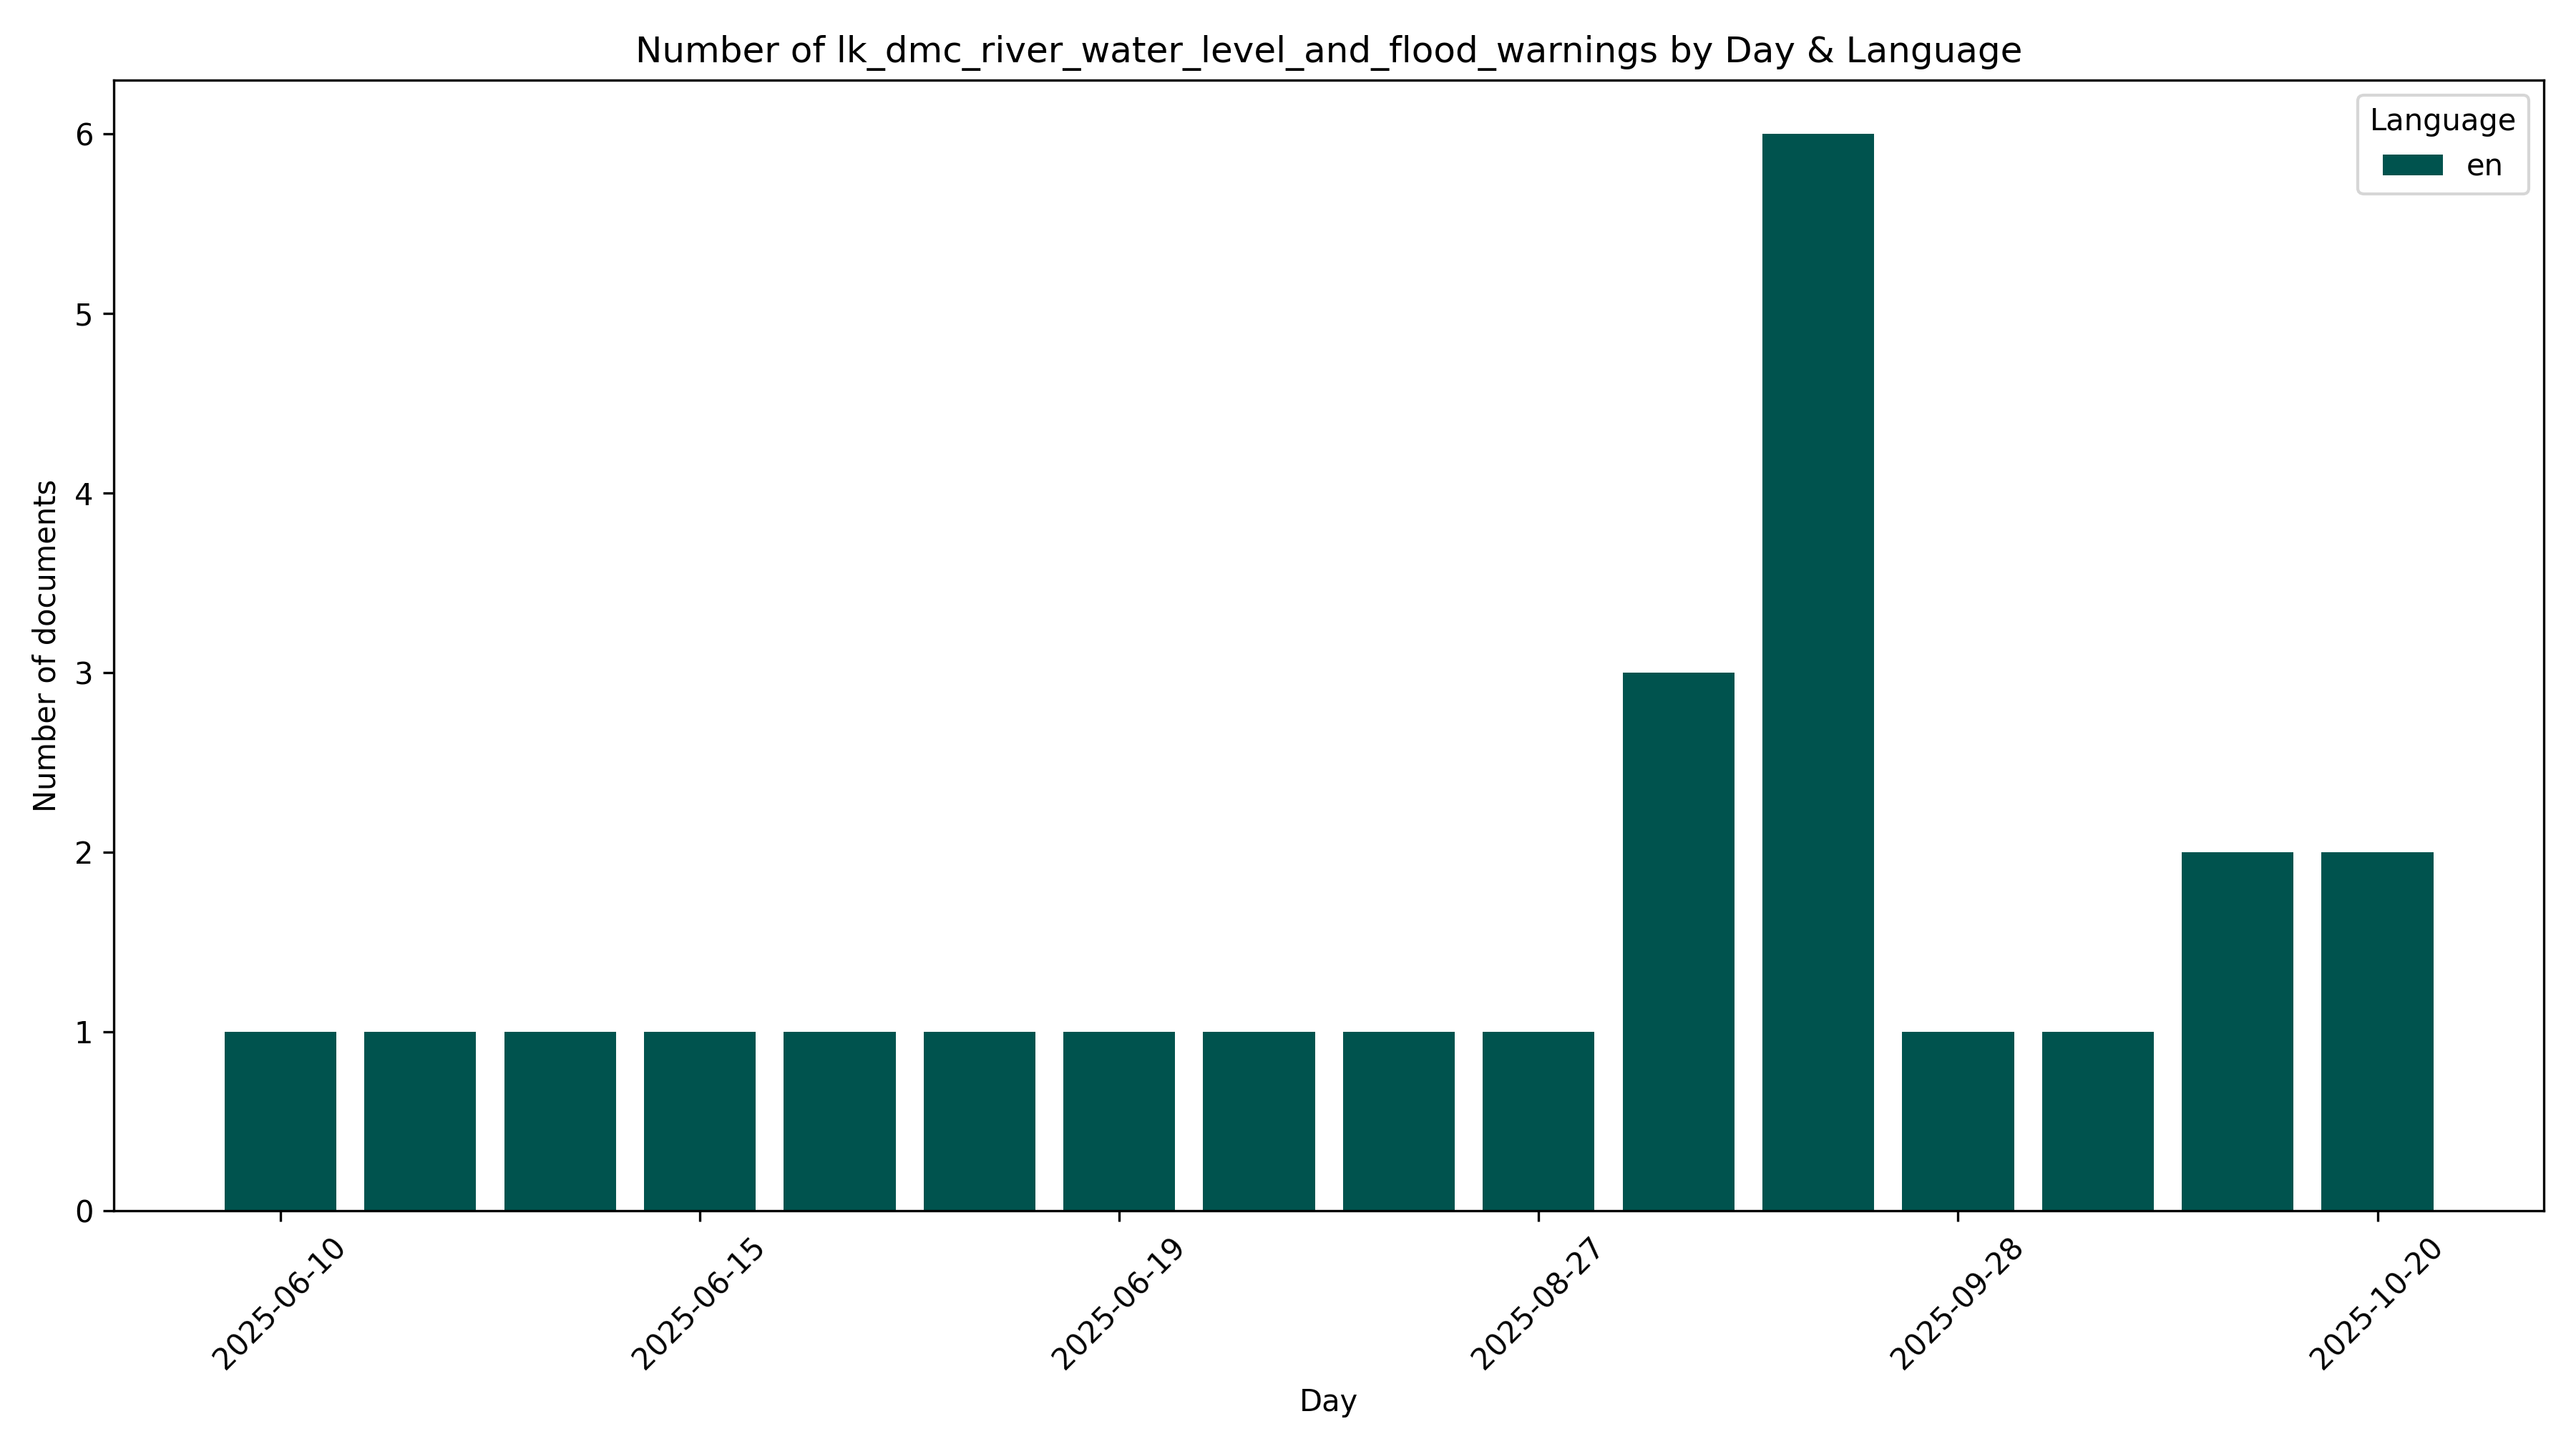 Number of lk_dmc_river_water_level_and_flood_warnings by Day & Language
Language
en
Number of documents
6
5
4
3
2
1
0
2025-06-10
2025-06-15
2025-06-19
2025-08-27
2025-09-28
2025-10-20
Day